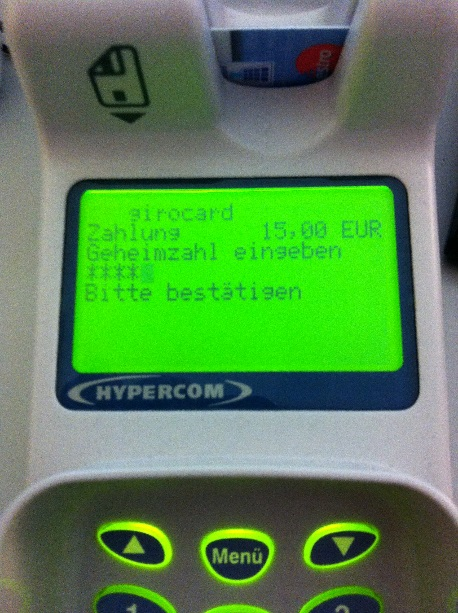 girocard
Zahlung 15,00 EUR
Geheimzahl eingeben
****
Bitte bestätigen
HYPERCOM
Menü